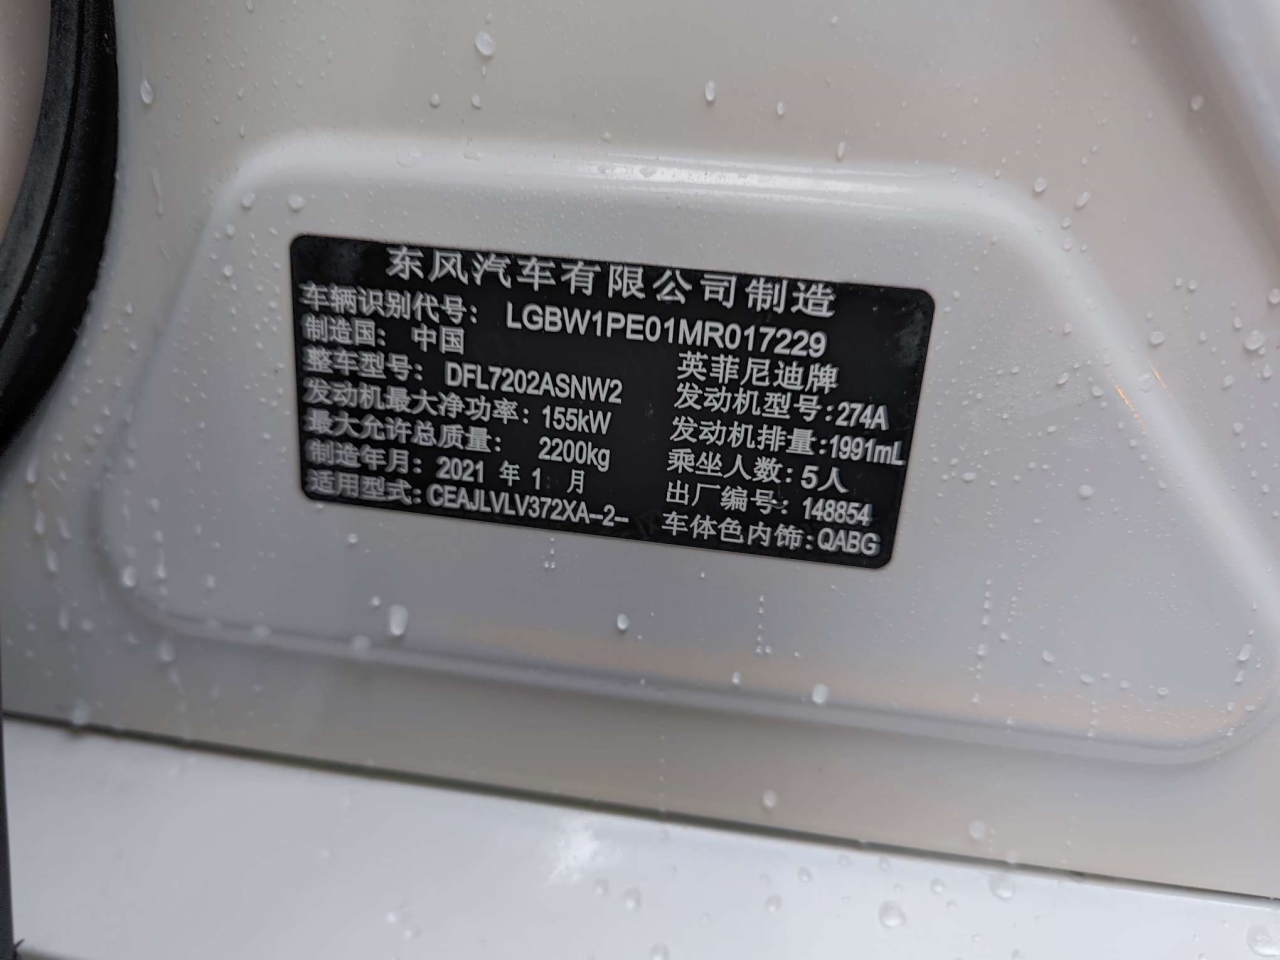 东风汽车有限公司制造
车辆识别代号: LGBW1PE01MR017229
制造国: 中国 英菲尼迪牌
整车型号: DFL7202ASNW2 发动机型号:274A
发动机最大净功率: 155kW 发动机排量:1991mL
最大允许总质量: 2200kg 乘坐人数:5人
制造年月: 2021 年 1 月 出厂编号: 148854
适用型式: CEAJLVLV372XA--2-- 车体色内饰:QABG